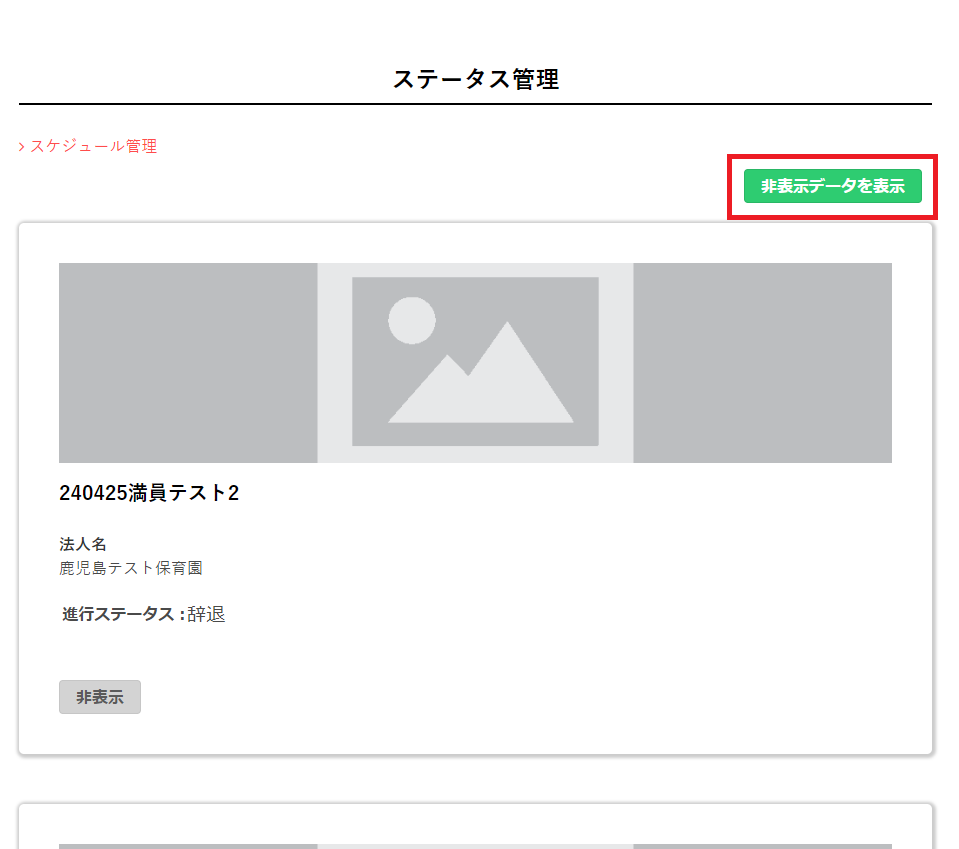 ステータス管理
> スケジュール管理
非表示データを表示
240425満員テスト2
法人名
鹿児島テスト保育園
進行ステータス : 辞退
非表示